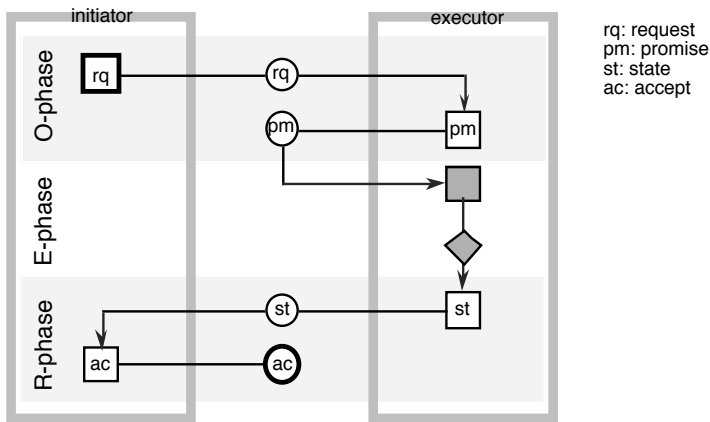 initiator
executor
rq: request
pm: promise
st: state
ac: accept
O-phase
rq
rq
pm
pm
E-phase
R-phase
st
st
ac
ac